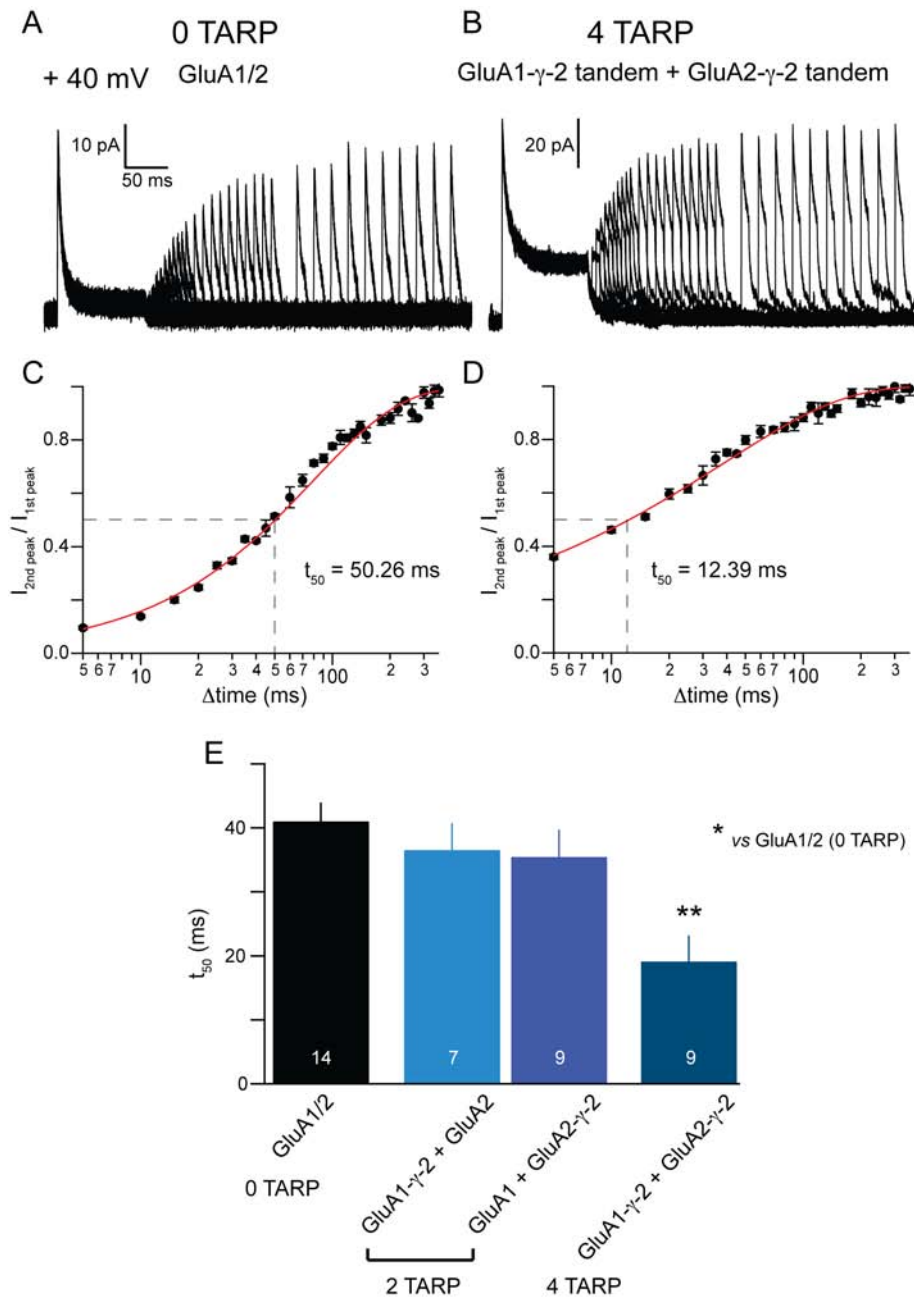 A
0 TARP
+ 40 mV
GluA1/2
10 pA
50 ms
B
4 TARP
GluA1-γ-2 tandem + GluA2-γ-2 tandem
20 pA
C
I2nd peak / I1st peak
0.8
0.4
0.0
t50 = 50.26 ms
5 6 7 10 2 3 4 5 6 7 100 2 3
Δtime (ms)
D
I2nd peak / I1st peak
0.8
0.4
0.0
t50 = 12.39 ms
5 6 7 10 2 3 4 5 6 7 100 2 3
Δtime (ms)
E
t50 (ms)
40
20
0
* vs GluA1/2 (0 TARP)
**
14
7
9
9
GluA1/2
GluA1-γ-2 + GluA2
GluA1 + GluA2-γ-2
GluA1-γ-2 + GluA2-γ-2
0 TARP
2 TARP
4 TARP